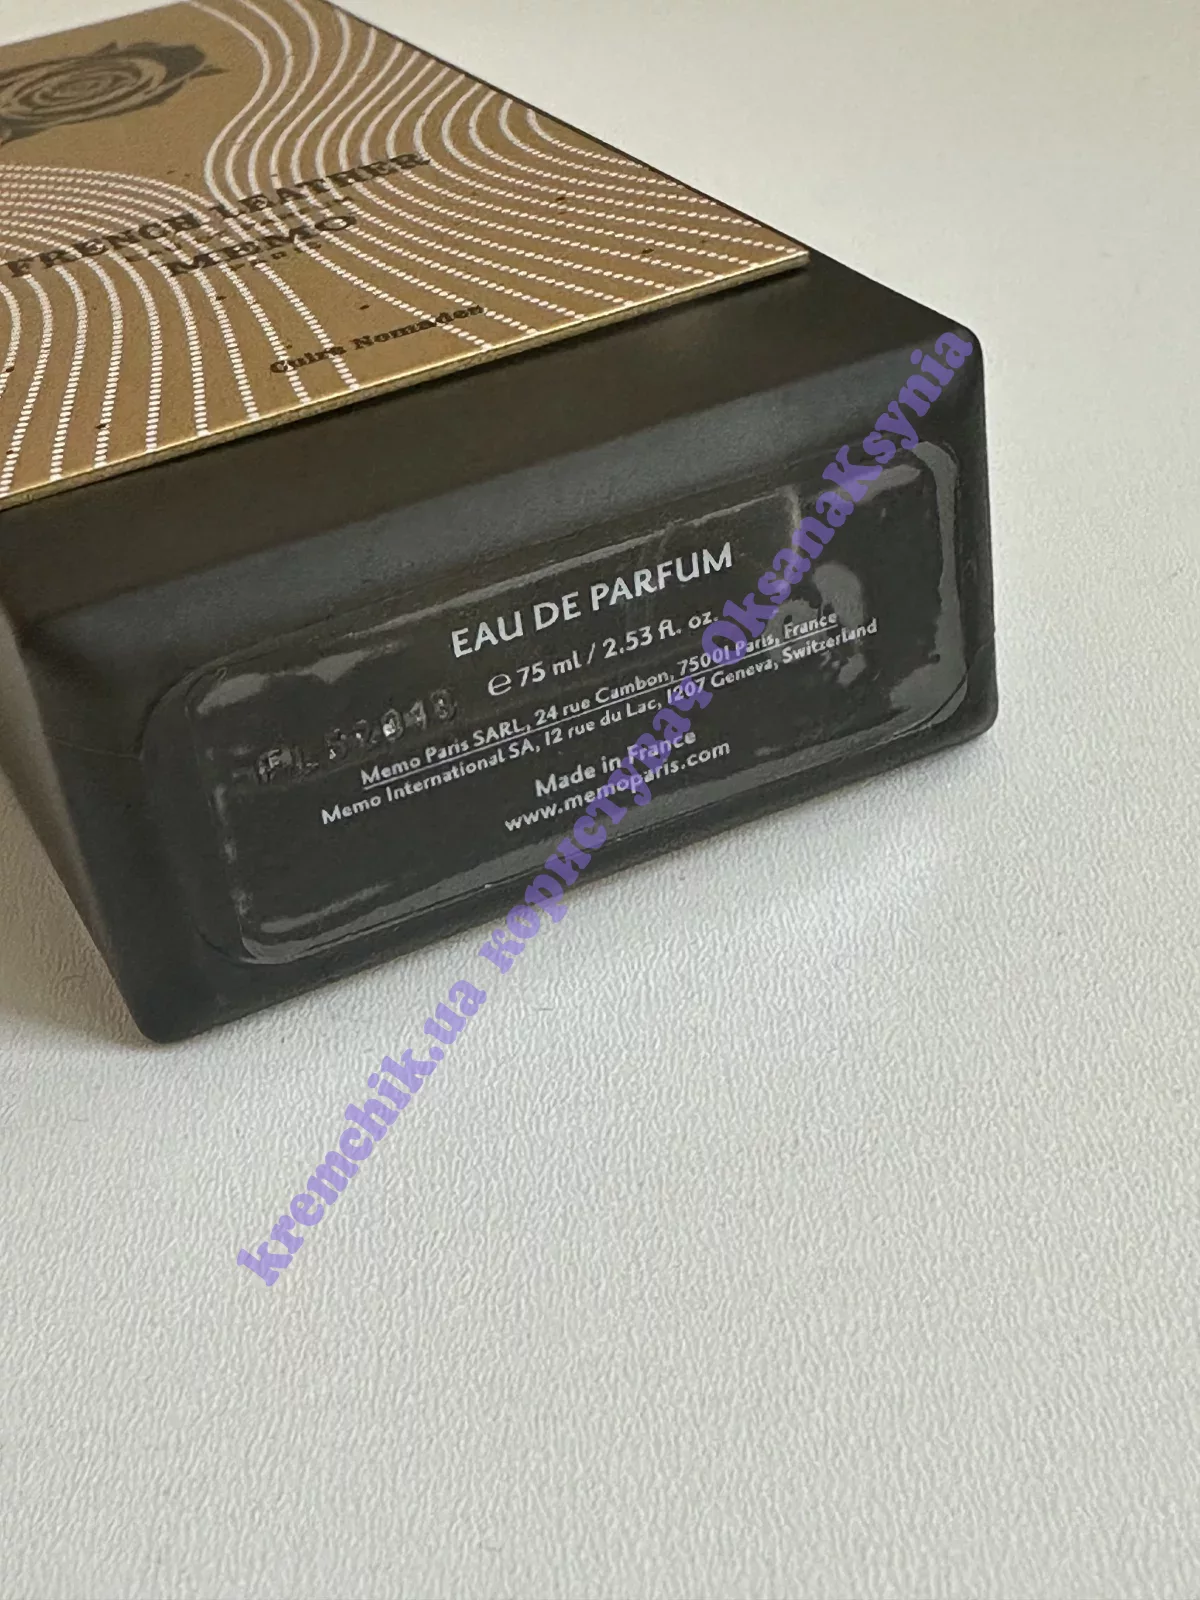 FRENCH LEATHER
MEMO
PARIS
Cuirs Nomades
EAU DE PARFUM
℮ 75 ml / 2.53 fl. oz.
Memo Paris SARL, 24 rue Cambon, 75001 Paris, France
Memo International SA, 12 rue du Lac, 1207 Geneva, Switzerland
Made in France
www.memoparis.com
kremchik.ua користувач OksanaKsynia